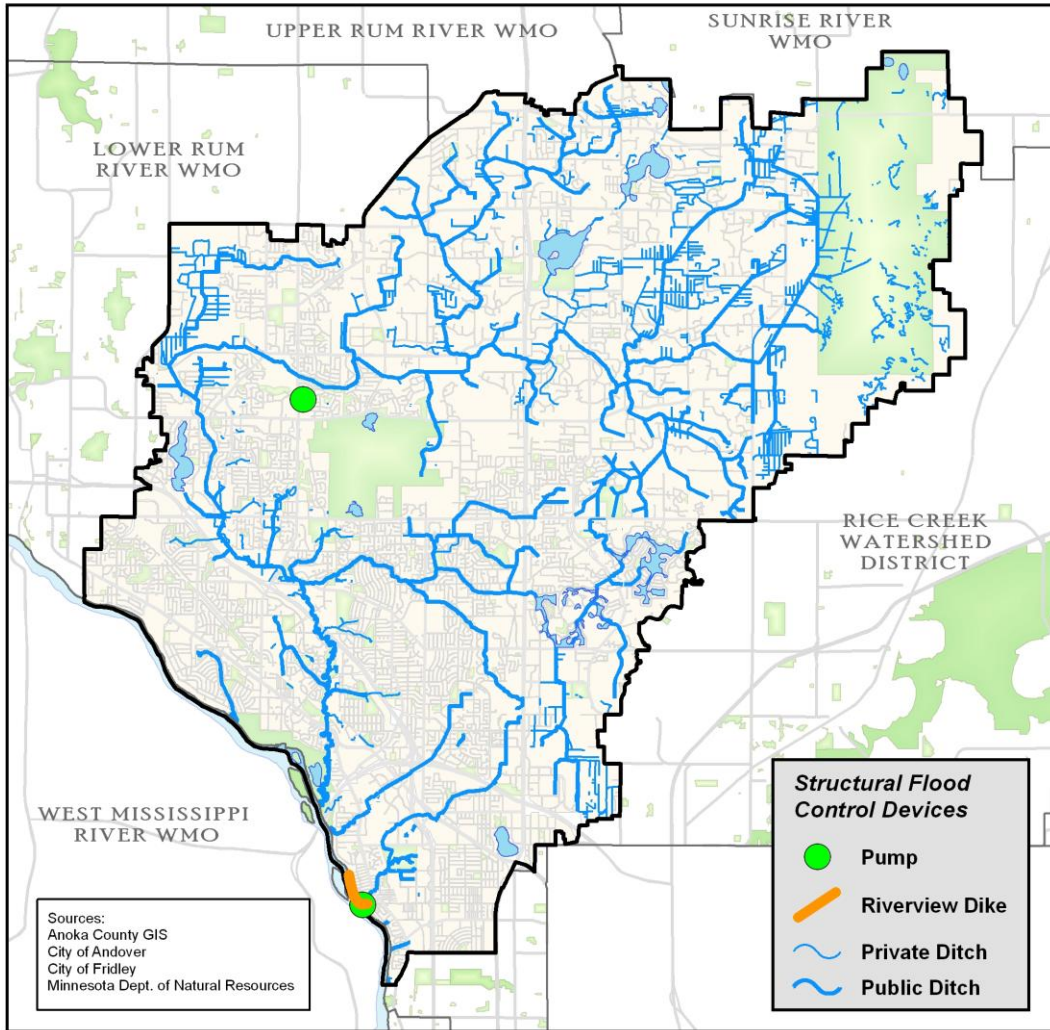 UPPER RUM RIVER WMO
SUNRISE RIVER
WMO
LOWER RUM
RIVER WMO
RICE CREEK
WATERSHED
DISTRICT
WEST MISSISSIPPI
RIVER WMO
Structural Flood
Control Devices
Pump
Riverview Dike
Private Ditch
Public Ditch
Sources:
Anoka County GIS
City of Andover
City of Fridley
Minnesota Dept. of Natural Resources